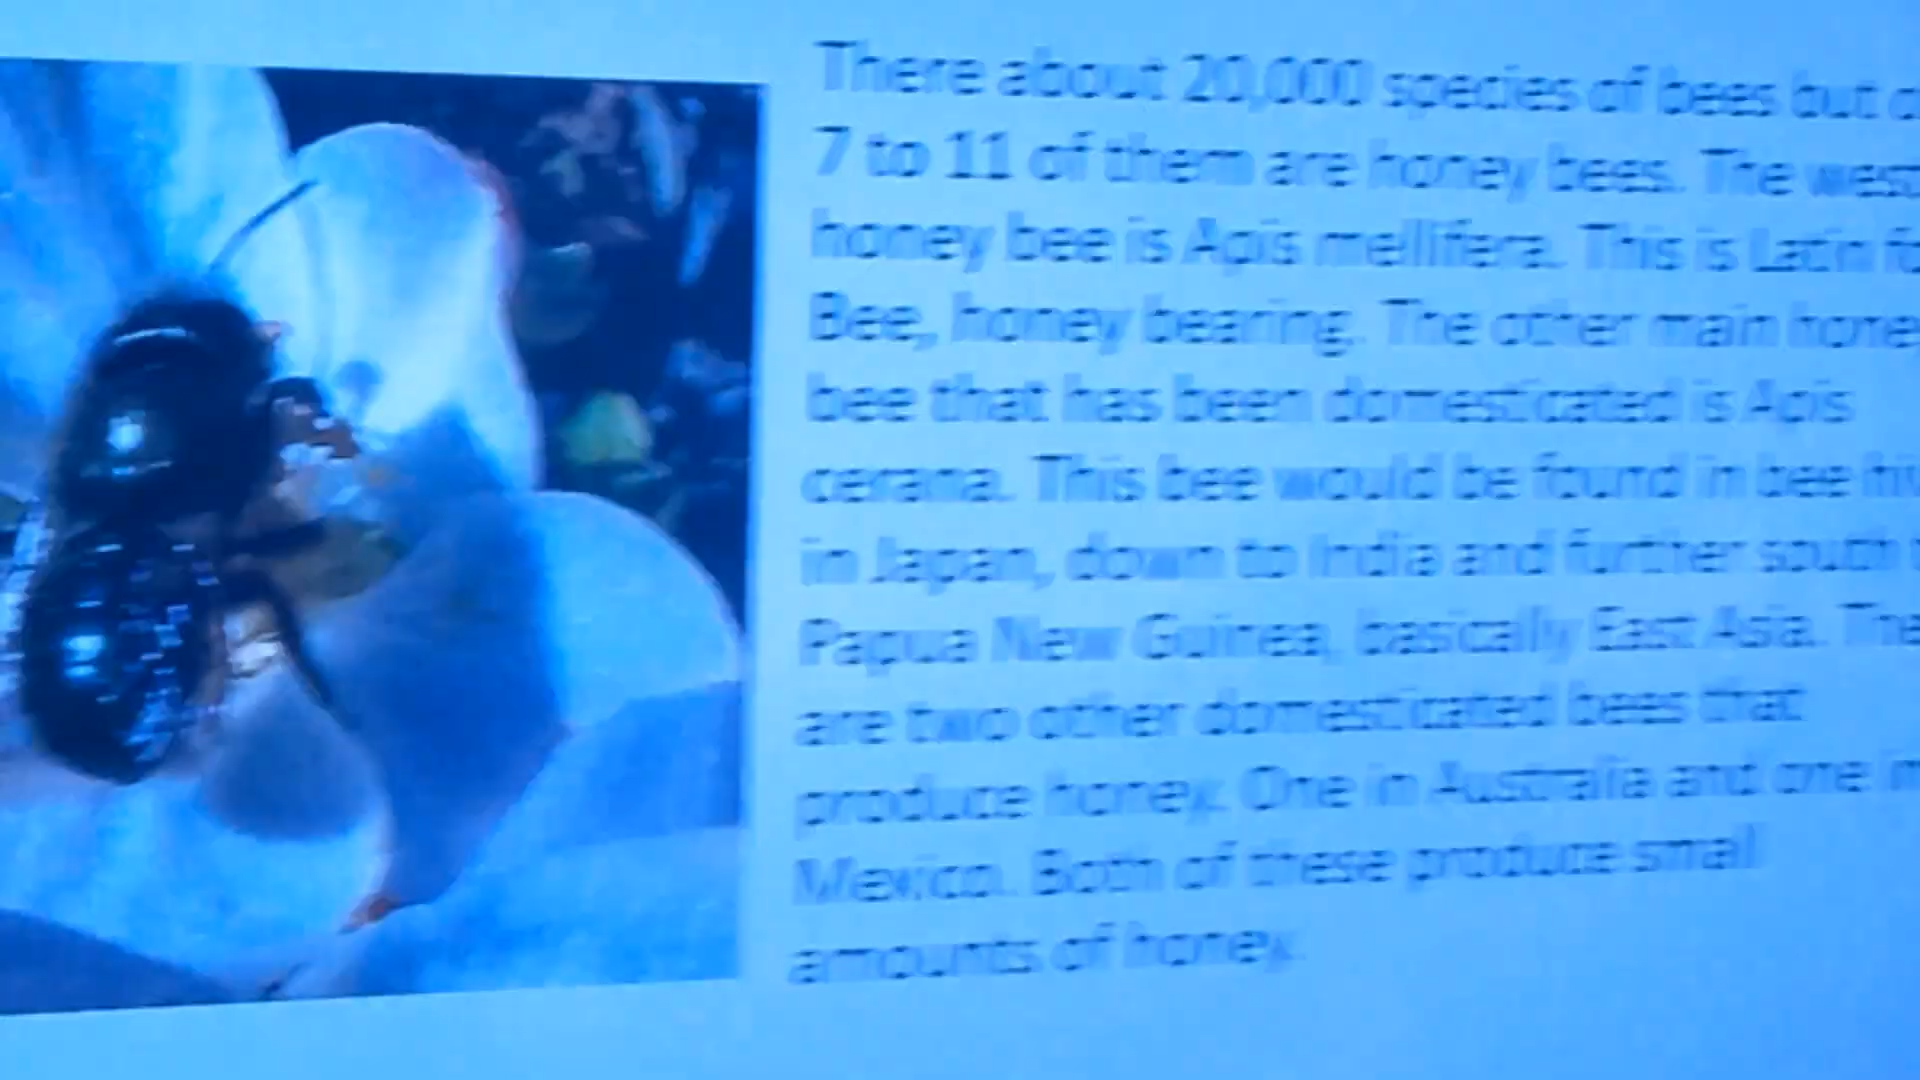 There about 20,000 species of bees but
7 to 11 of them are honey bees. The
honey bee is Apis mellifera. This is Latin
Bee, honey bearing. The other main
bee that has been domesticated is Apis
cerana. This bee would be found in bee
in Japan, down to India and further south
Papua New Guinea, basically East Asia.
are two other domesticated bees that
produce honey. One in Australia and one
Mexico. Both of these produce small
amounts of honey.